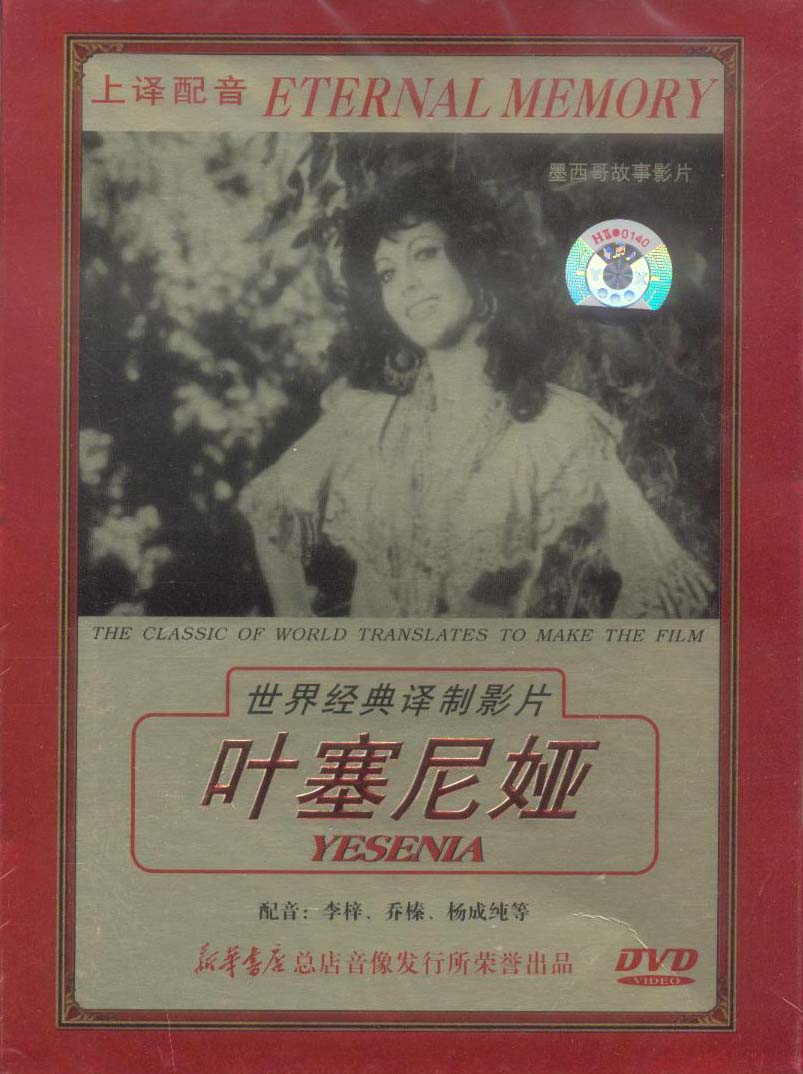 上译配音 ETERNAL MEMORY
墨西哥故事影片
HⅡ●0140
THE CLASSIC OF WORLD TRANSLATES TO MAKE THE FILM
世界经典译制影片
叶塞尼娅
YESENIA
配音：李梓、乔榛、杨成纯等
新华书店总店音像发行所荣誉出品
DVD
VIDEO